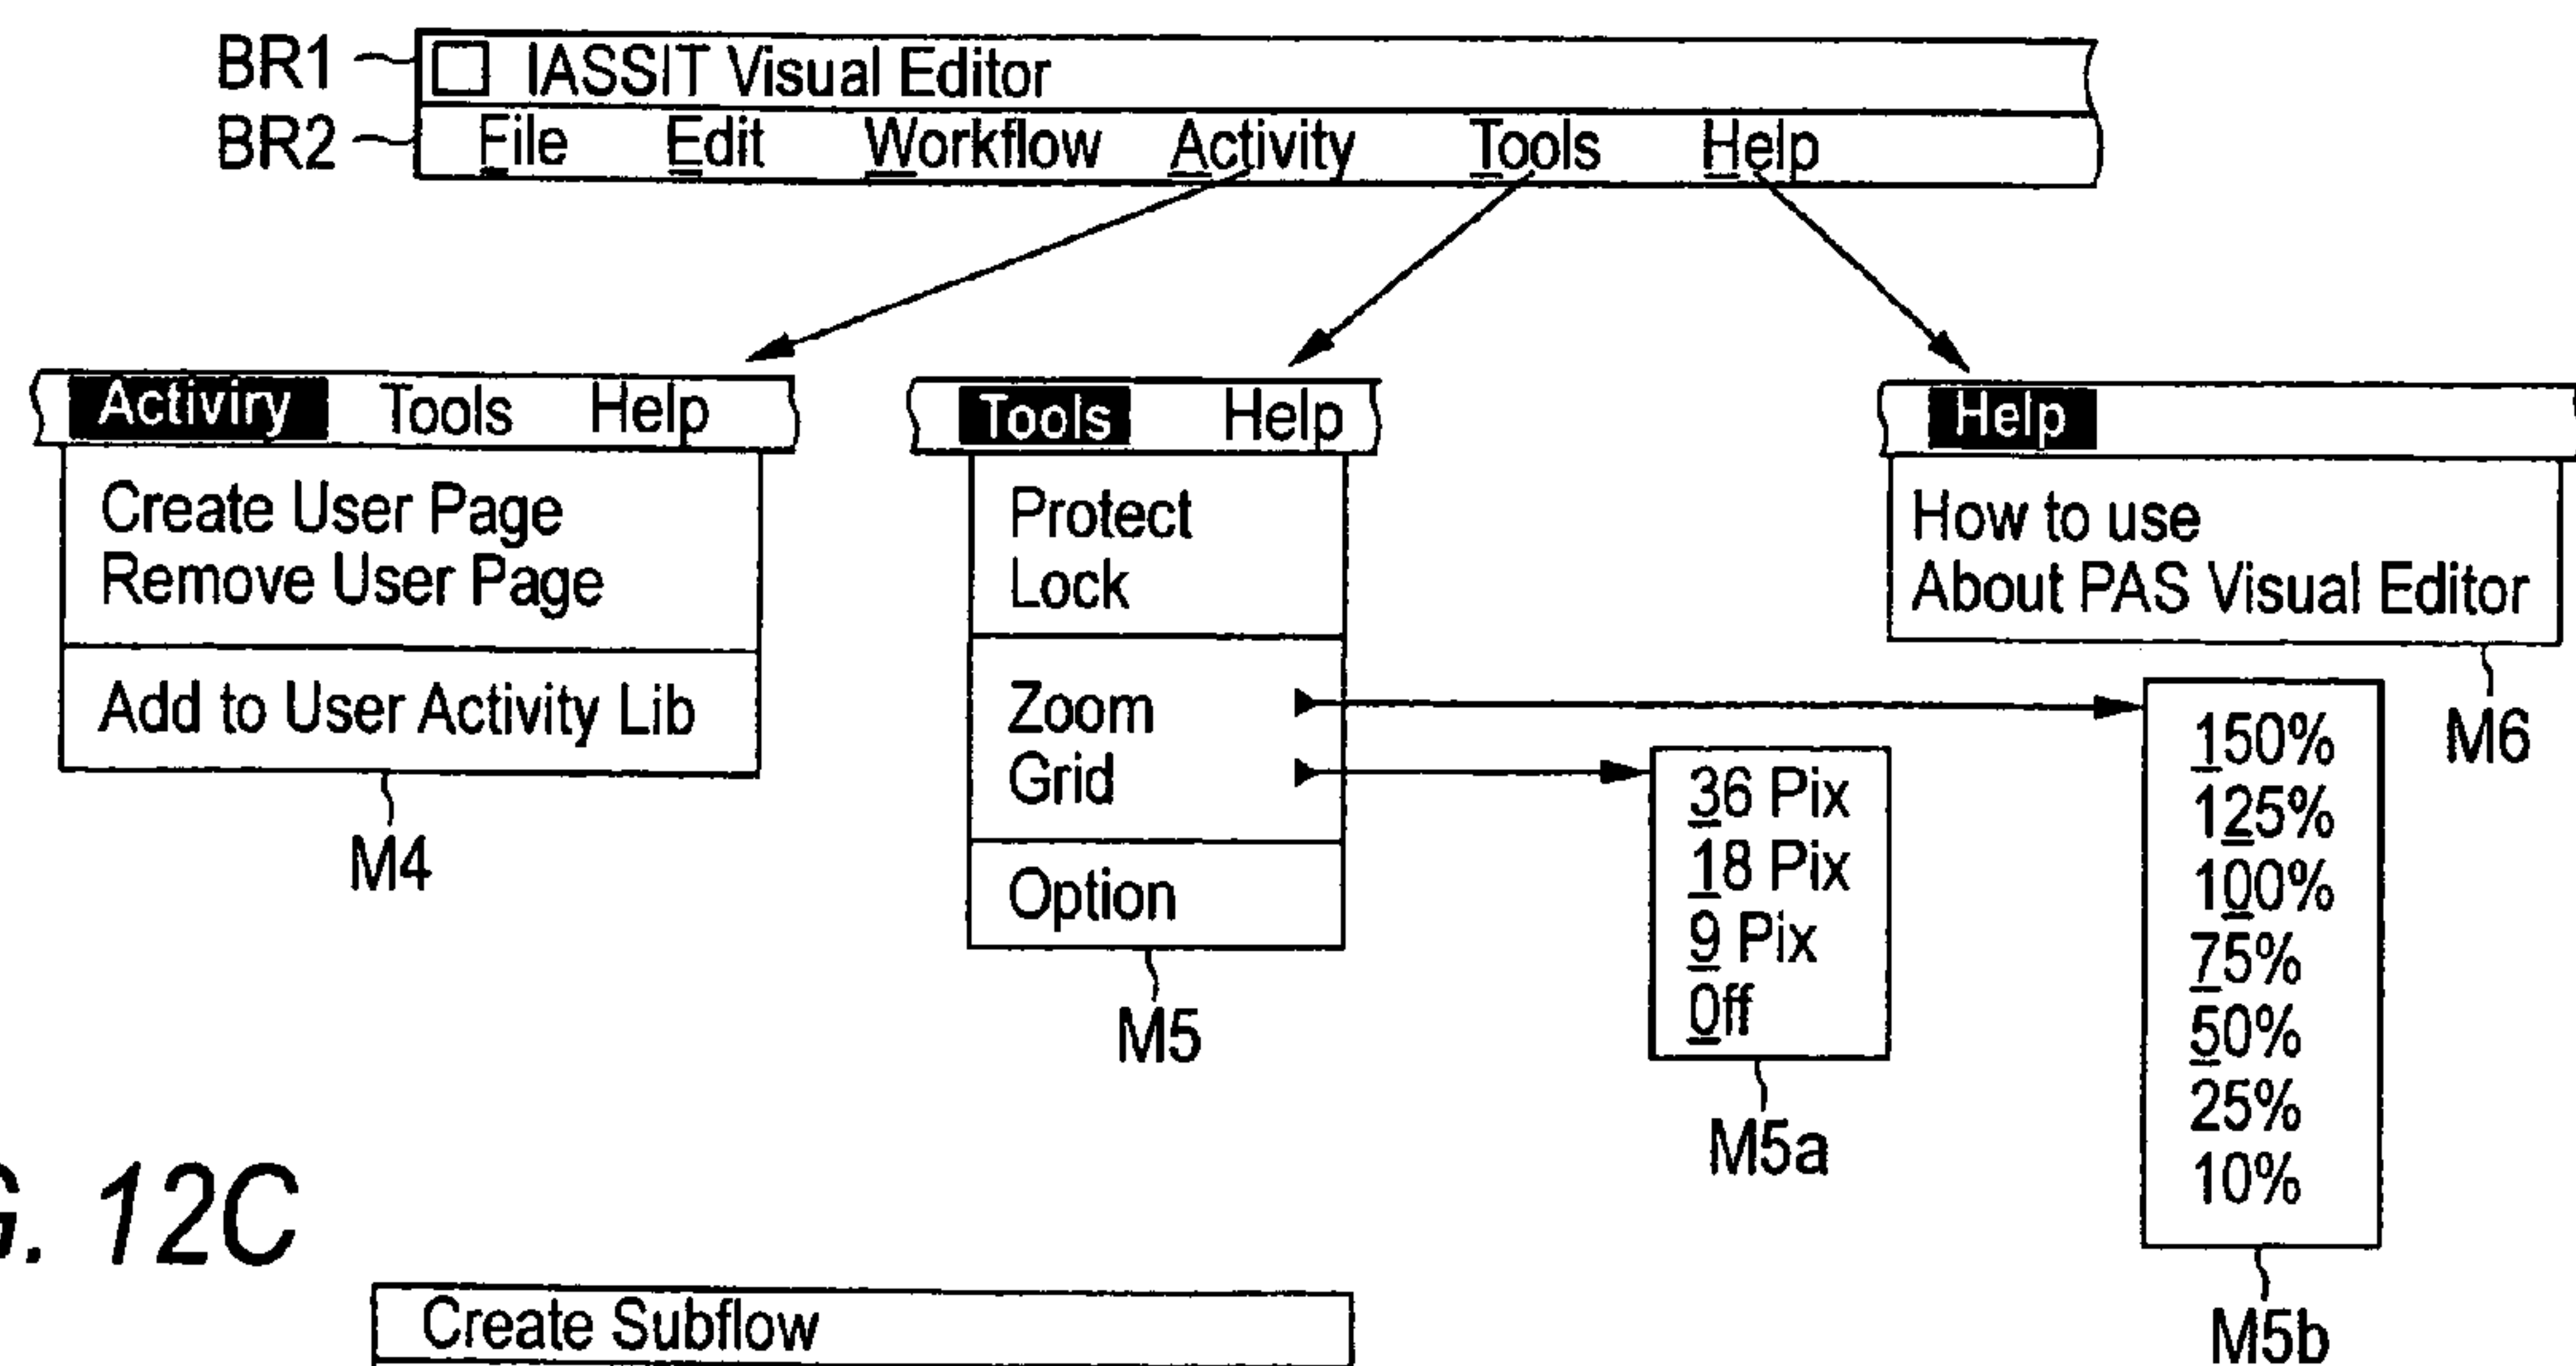 BR1 IASSIT Visual Editor
BR2 File Edit Workflow Activity Tools Help
Activiry Tools Help
Create User Page
Remove User Page
Add to User Activity Lib
M4
Tools Help
Protect
Lock
Zoom
Grid
Option
M5
36 Pix
18 Pix
9 Pix
Off
M5a
Help
How to use
About PAS Visual Editor
M6
150%
125%
100%
75%
50%
25%
10%
M5b
G. 12C
Create Subflow